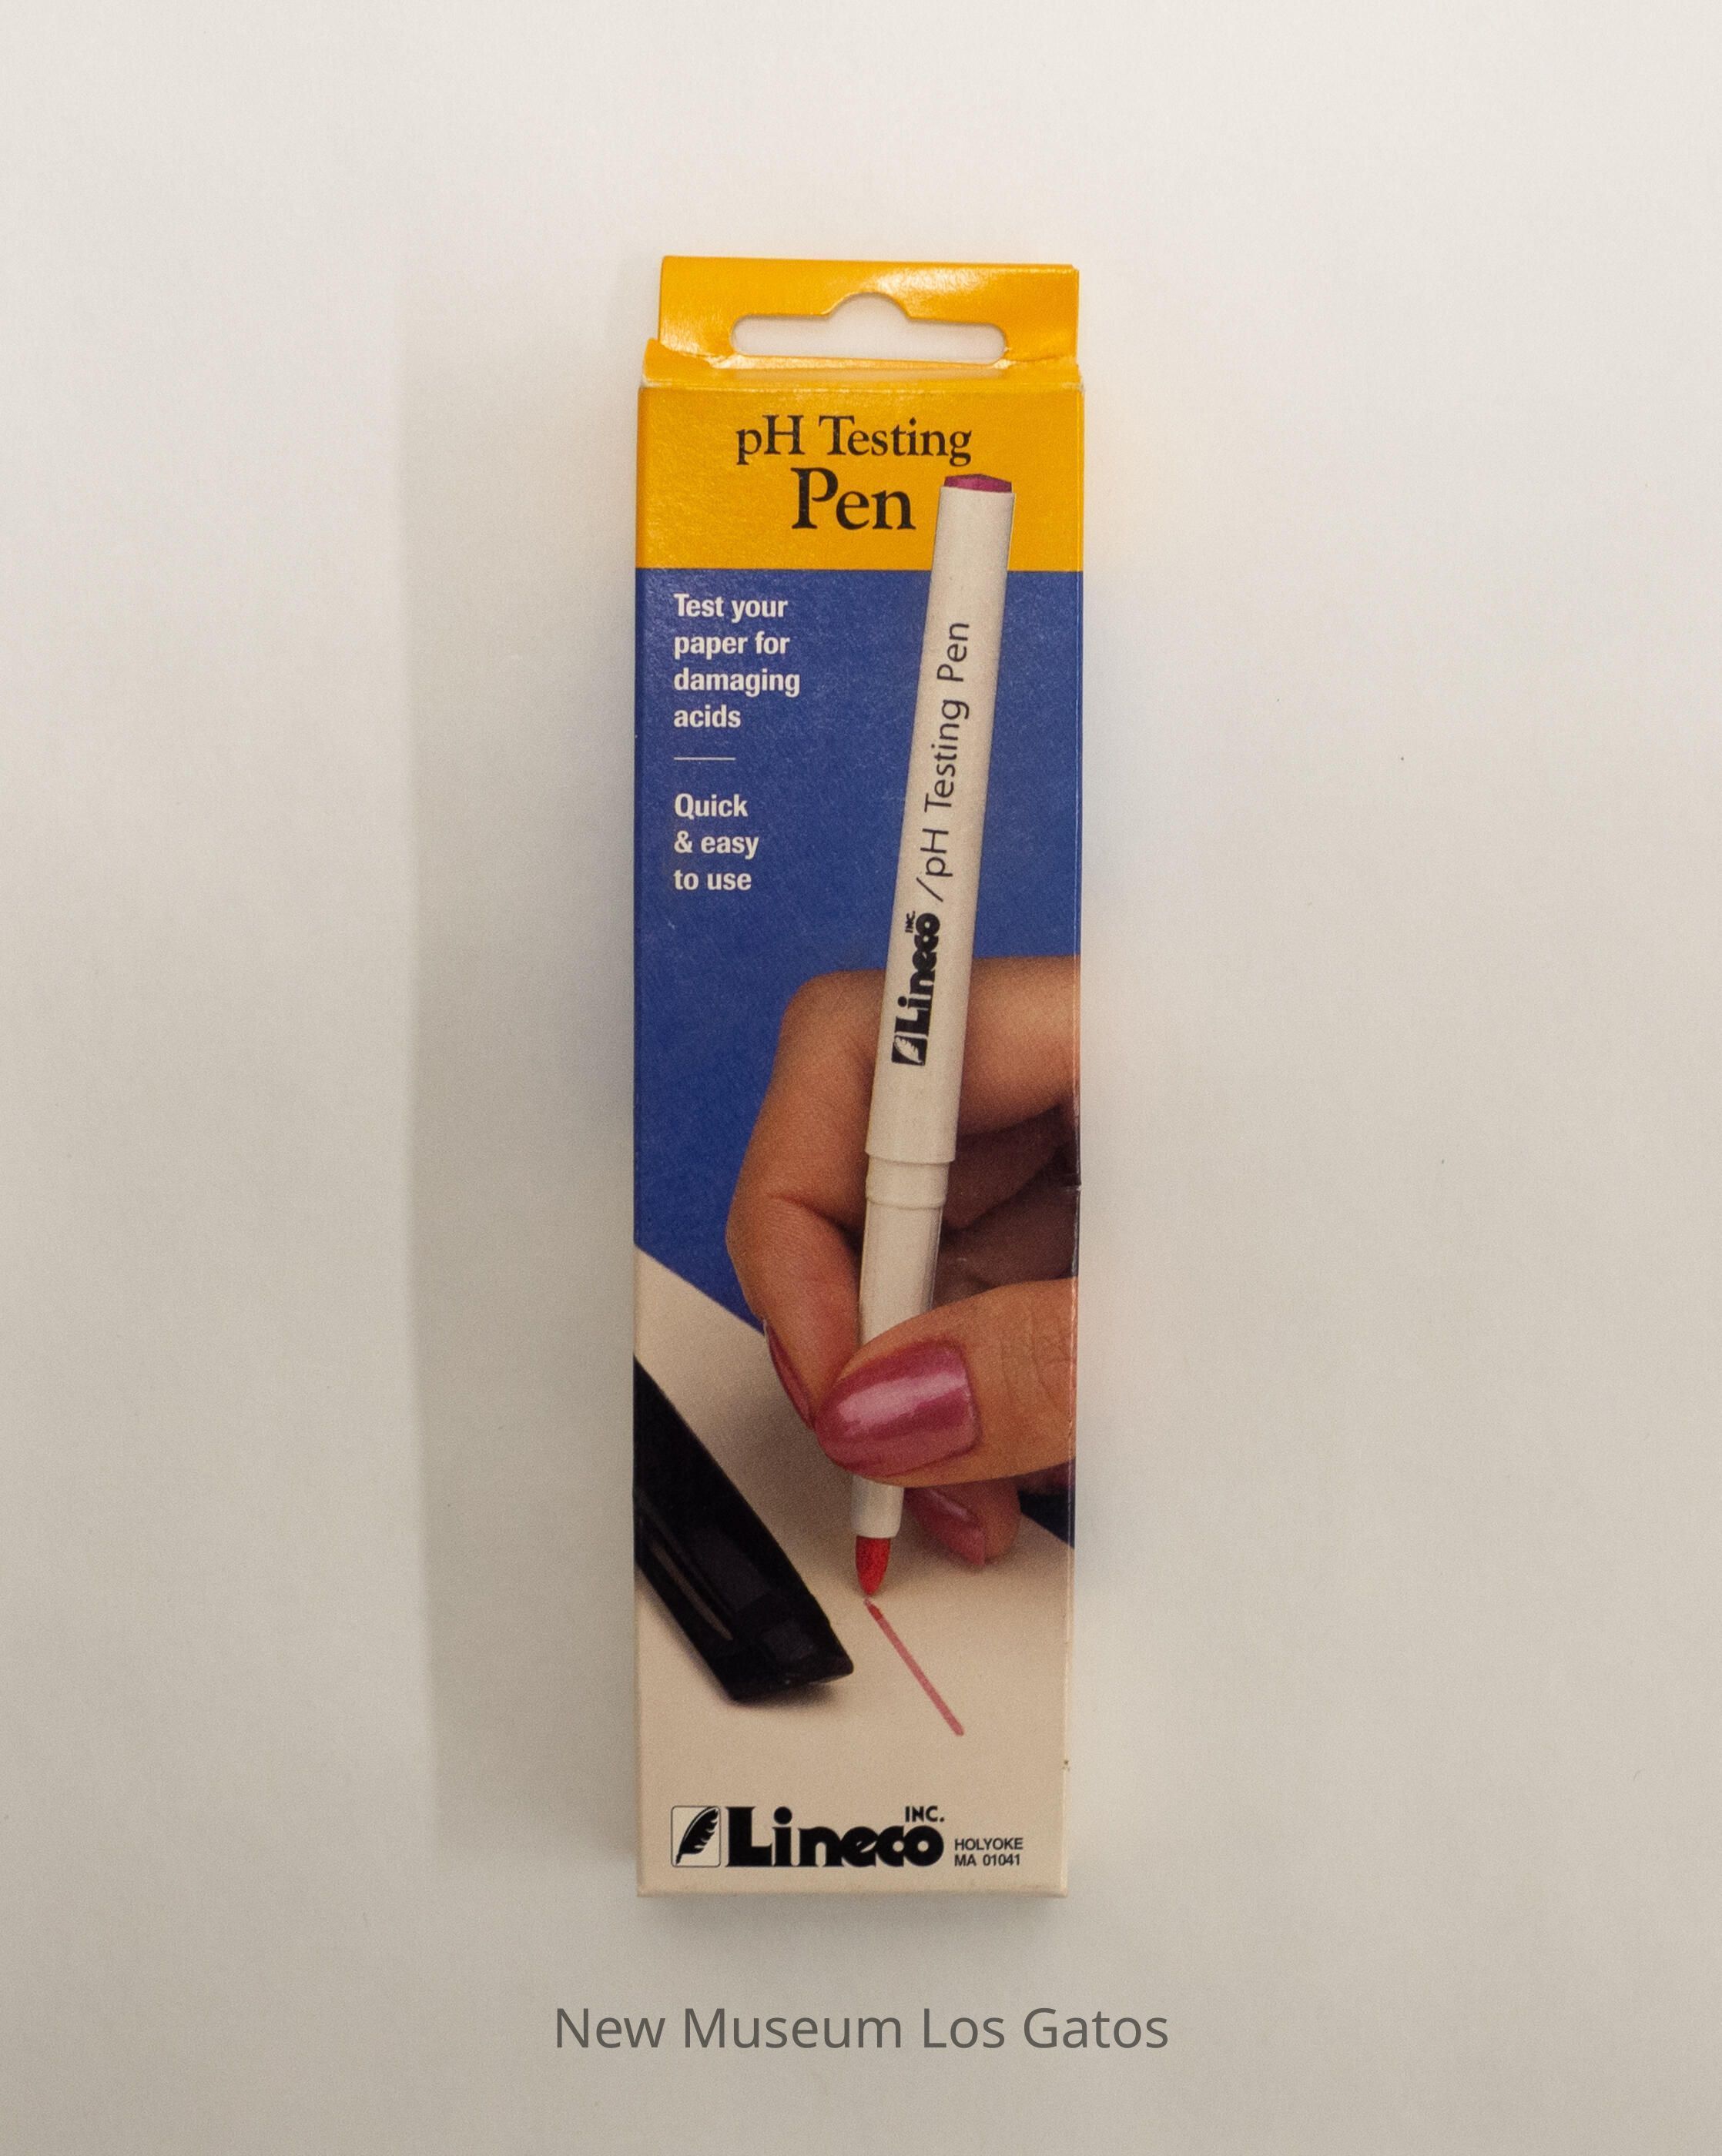 pH Testing
Pen
Test your
paper for
damaging
acids
Quick
& easy
to use
Lineco INC. / pH Testing Pen
Lineco INC.
HOLYOKE
MA 01041
New Museum Los Gatos